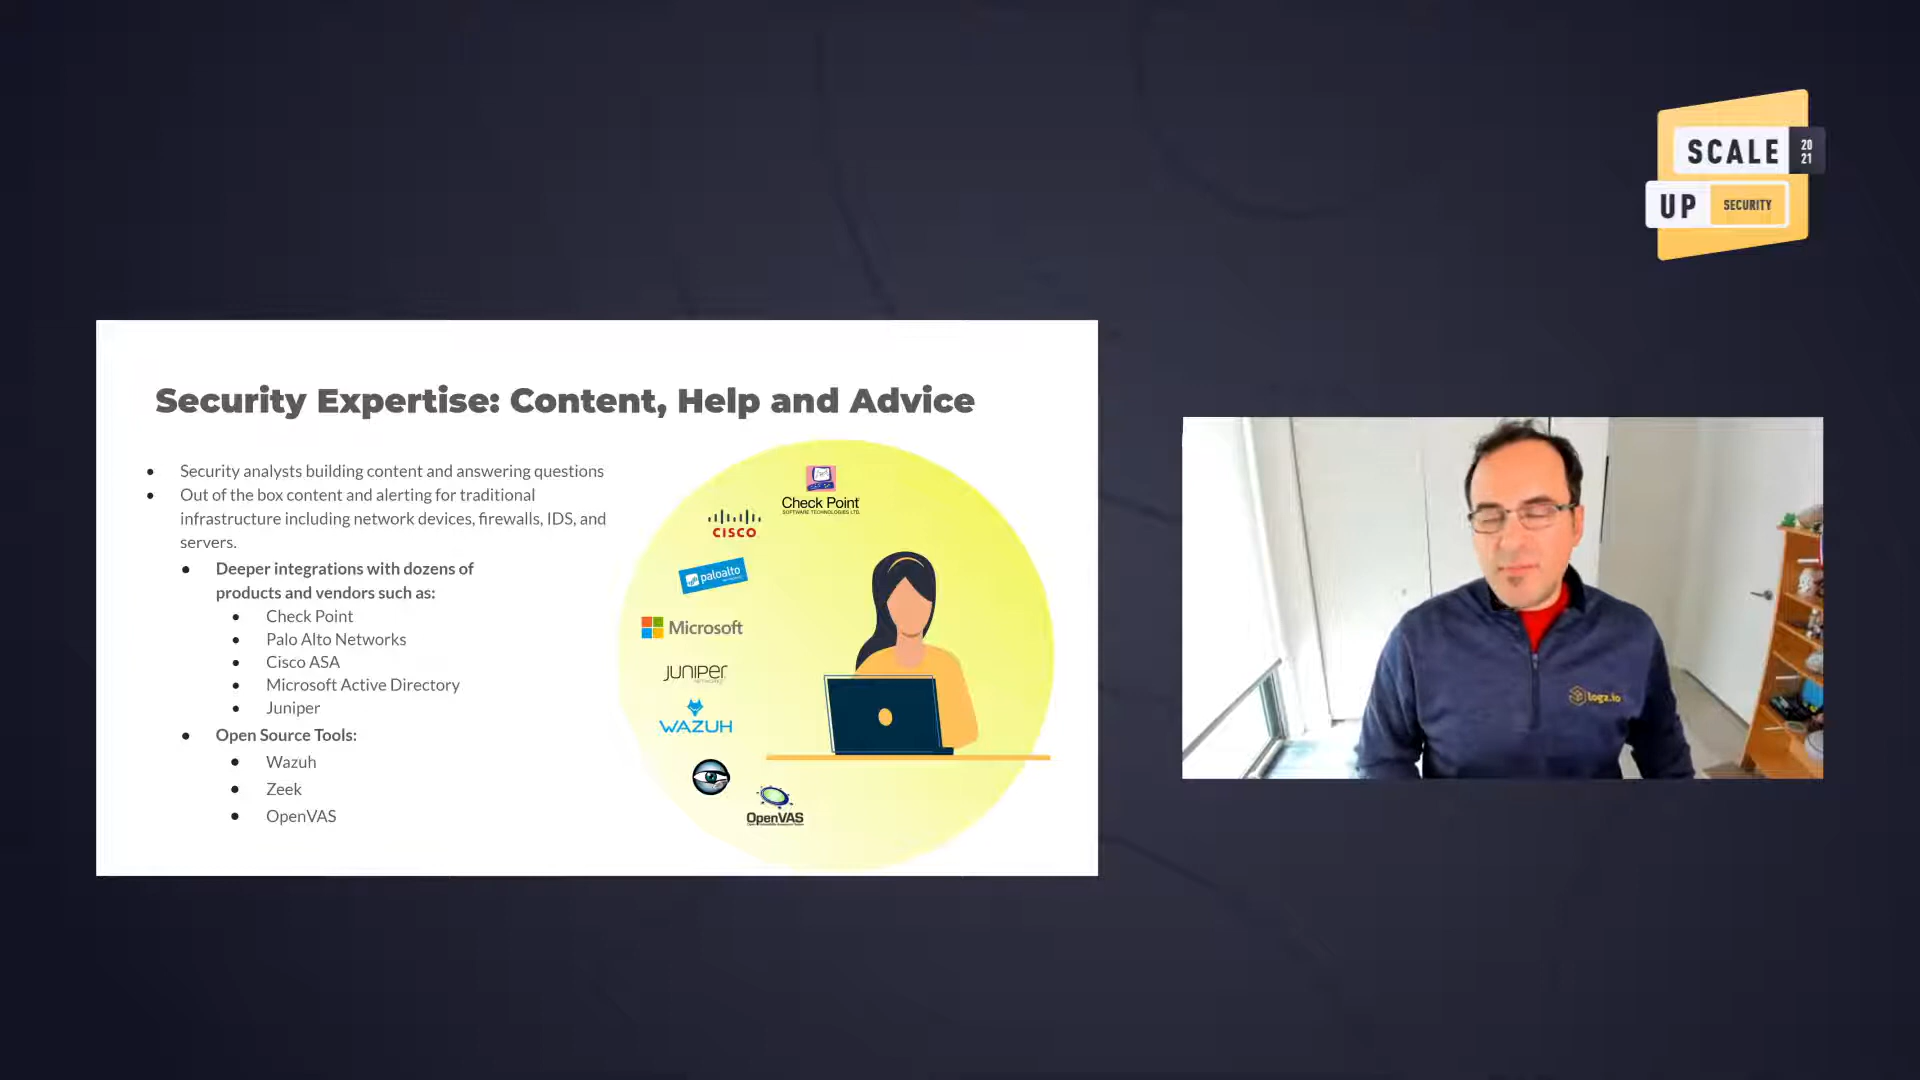 SCALE
20
21
UP
SECURITY
Security Expertise: Content, Help and Advice
Security analysts building content and answering questions
Out of the box content and alerting for traditional
infrastructure including network devices, firewalls, IDS, and
servers.
Deeper integrations with dozens of
products and vendors such as:
Check Point
Palo Alto Networks
Cisco ASA
Microsoft Active Directory
Juniper
Open Source Tools:
Wazuh
Zeek
OpenVAS
Check Point
SOFTWARE TECHNOLOGIES LTD.
CISCO
paloalto
Microsoft
JUNIPER
WAZUH
OpenVAS
logz.io